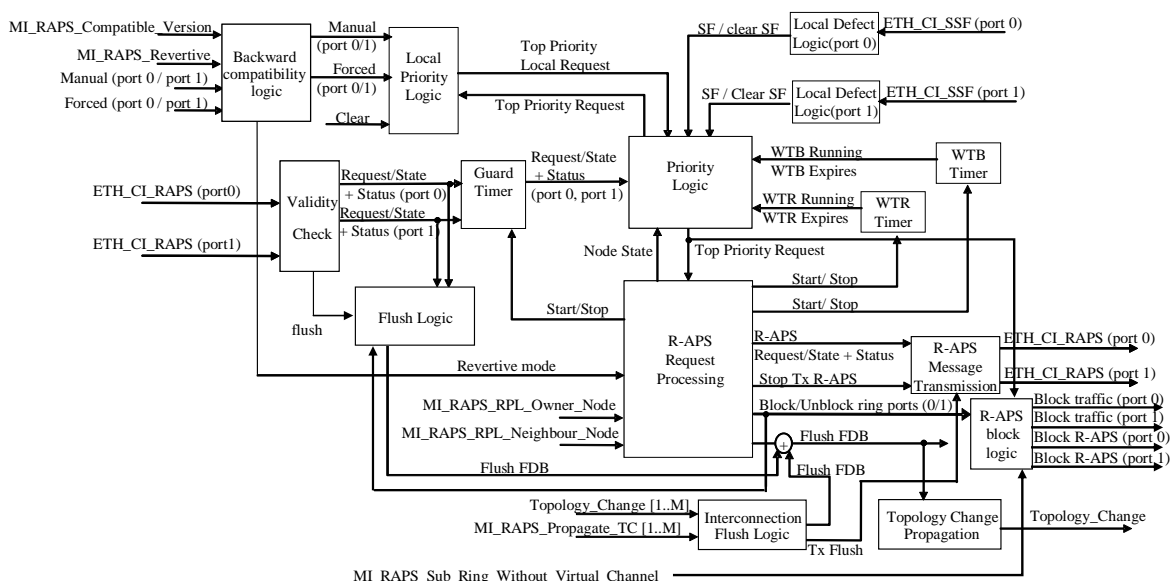 MI_RAPS_Compatible_Version
MI_RAPS_Revertive
Manual (port 0 / port 1)
Forced (port 0 / port 1)
Backward
compatibility
logic
Manual
(port 0/1)
Forced
(port 0/1)
Clear
Local
Priority
Logic
Top Priority
Local Request
Top Priority Request
SF / clear SF
Local Defect
Logic(port 0)
ETH_CI_SSF (port 0)
SF / Clear SF
Local Defect
Logic(port 1)
ETH_CI_SSF (port 1)
ETH_CI_RAPS (port0)
ETH_CI_RAPS (port1)
Validity
Check
Request/State
+ Status (port 0)
Request/State
+ Status (port 1)
Guard
Timer
Request/State
+ Status
(port 0, port 1)
Priority
Logic
WTB Running
WTB Expires
WTB
Timer
WTR Running
WTR Expires
WTR
Timer
Node State
Top Priority Request
flush
Flush Logic
Start/Stop
Start/ Stop
Start/ Stop
R-APS
Request
Processing
R-APS
Request/State + Status
Stop Tx R-APS
R-APS
Message
Transmission
ETH_CI_RAPS (port 0)
ETH_CI_RAPS (port 1)
Revertive mode
MI_RAPS_RPL_Owner_Node
MI_RAPS_RPL_Neighbour_Node
Block/Unblock ring ports (0/1)
R-APS
block
logic
Block traffic (port 0)
Block traffic (port 1)
Block R-APS (port 0)
Block R-APS (port 1)
+
Flush FDB
Flush FDB
Flush FDB
Topology_Change [1..M]
MI_RAPS_Propagate_TC [1..M]
Interconnection
Flush Logic
Tx Flush
Topology Change
Propagation
Topology_Change
MI_RAPS_Sub_Ring_Without_Virtual_Channel